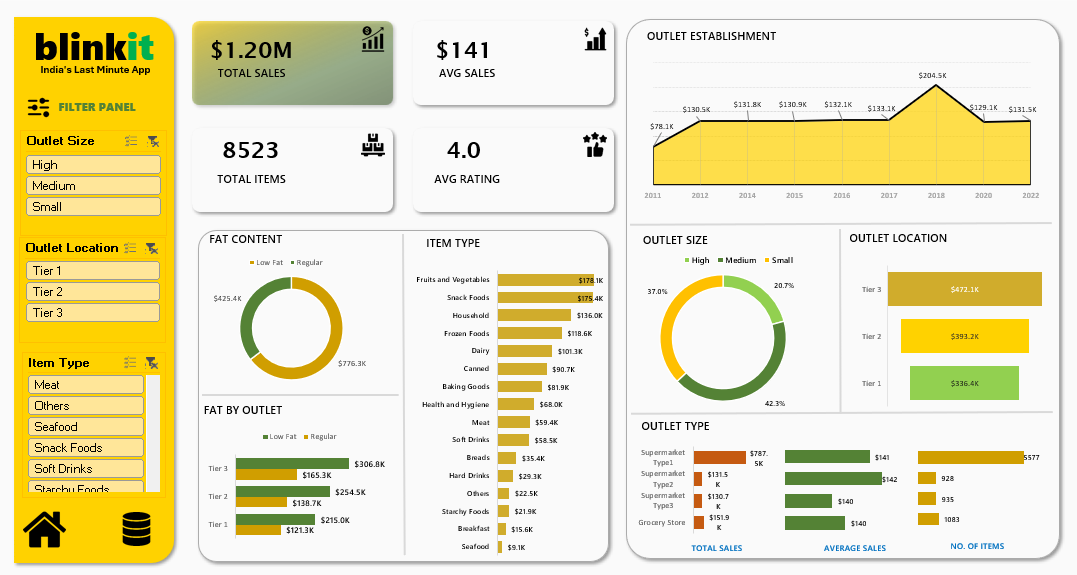 blinkit
India's Last Minute App
FILTER PANEL
Outlet Size
High
Medium
Small
Outlet Location
Tier 1
Tier 2
Tier 3
Item Type
Meat
Others
Seafood
Snack Foods
Soft Drinks
Starchy Foods
$1.20M
TOTAL SALES
$141
AVG SALES
8523
TOTAL ITEMS
4.0
AVG RATING
FAT CONTENT
Low Fat Regular
$425.4K
$776.3K
FAT BY OUTLET
Low Fat Regular
Tier 3 $306.8K
$165.3K
Tier 2 $254.5K
$138.7K
Tier 1 $215.0K
$121.3K
ITEM TYPE
Fruits and Vegetables $178.1K
Snack Foods $175.4K
Household $136.0K
Frozen Foods $118.6K
Dairy $101.3K
Canned $90.7K
Baking Goods $81.9K
Health and Hygiene $68.0K
Meat $59.4K
Soft Drinks $58.5K
Breads $35.4K
Hard Drinks $29.3K
Others $22.5K
Starchy Foods $21.9K
Breakfast $15.6K
Seafood $9.1K
OUTLET ESTABLISHMENT
$78.1K $130.5K $131.8K $130.9K $132.1K $133.1K $204.5K $129.1K $131.5K
2011 2012 2014 2015 2016 2017 2018 2020 2022
OUTLET SIZE
High Medium Small
37.0%
20.7%
42.3%
OUTLET LOCATION
Tier 3 $472.1K
Tier 2 $393.2K
Tier 1 $336.4K
OUTLET TYPE
Supermarket
Type1
Supermarket
Type2
Supermarket
Type3
Grocery Store
$787.
5K
$131.5
K
$130.7
K
$151.9
K
TOTAL SALES
$141
$142
$140
$140
AVERAGE SALES
5577
928
935
1083
NO. OF ITEMS